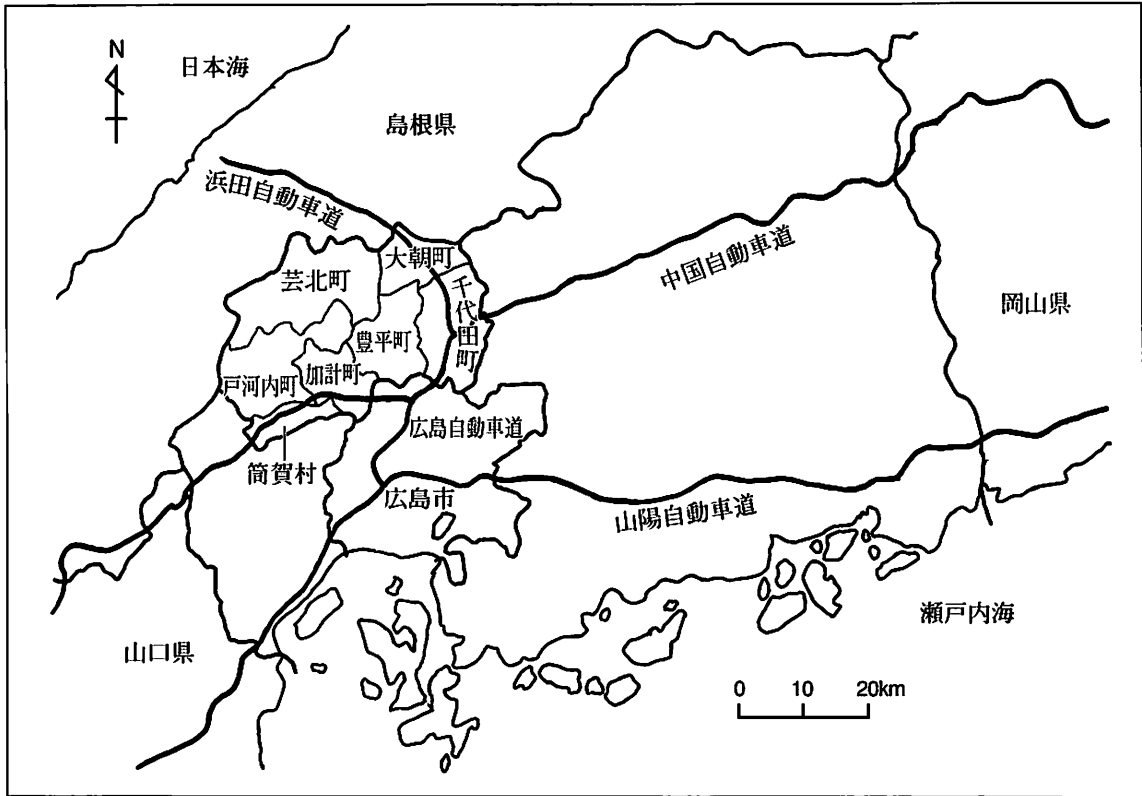 N
日本海
島根県
浜田自動車道
大朝町
芸北町
千代田町
中国自動車道
岡山県
豊平町
加計町
戸河内町
広島自動車道
筒賀村
広島市
山陽自動車道
瀬戸内海
山口県
0 10 20km